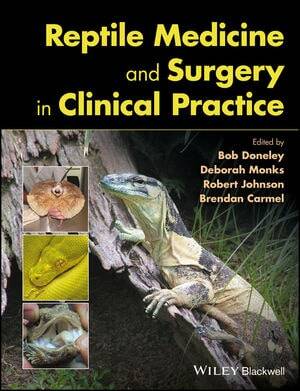 Reptile Medicine
and Surgery
in Clinical Practice
Edited by
Bob Doneley
Deborah Monks
Robert Johnson
Brendan Carmel
WILEY Blackwell